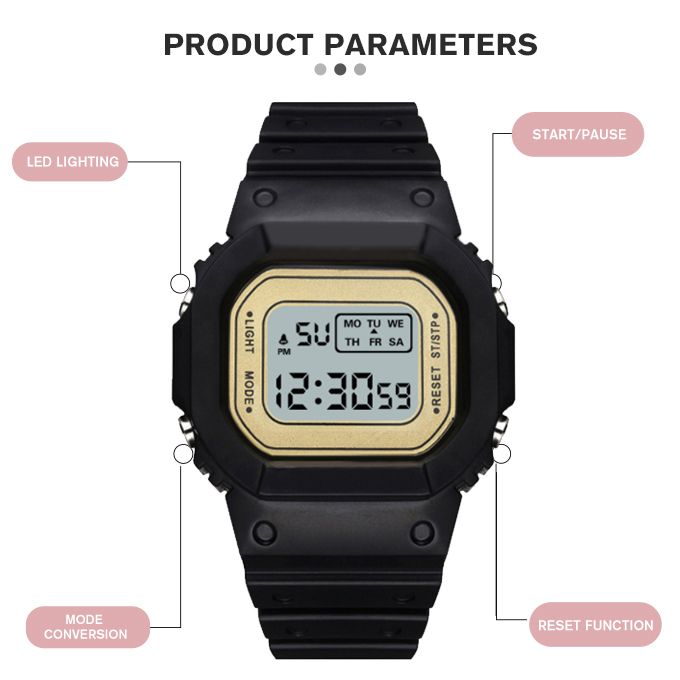 PRODUCT PARAMETERS
START/PAUSE
LED LIGHTING
SU
MO TU WE
TH FR SA
PM
12:30 59
LIGHT
MODE
ST/STP
RESET
MODE
CONVERSION
RESET FUNCTION